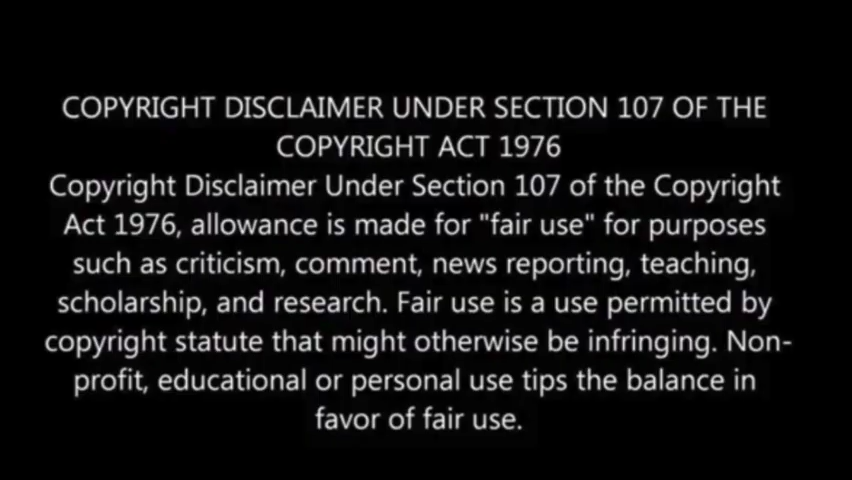 COPYRIGHT DISCLAIMER UNDER SECTION 107 OF THE
COPYRIGHT ACT 1976
Copyright Disclaimer Under Section 107 of the Copyright
Act 1976, allowance is made for "fair use" for purposes
such as criticism, comment, news reporting, teaching,
scholarship, and research. Fair use is a use permitted by
copyright statute that might otherwise be infringing. Non-
profit, educational or personal use tips the balance in
favor of fair use.